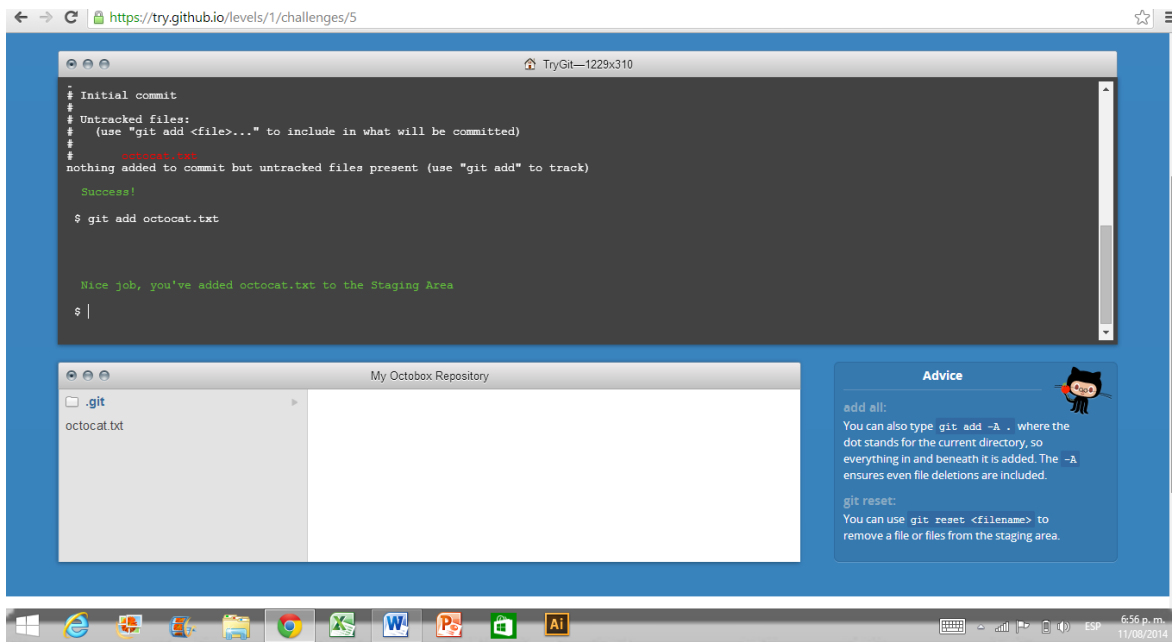 https://try.github.io/levels/1/challenges/5
TryGit—1229x310
# Initial commit
#
# Untracked files:
#   (use "git add <file>..." to include in what will be committed)
#
#       octocat.txt
nothing added to commit but untracked files present (use "git add" to track)
Success!
$ git add octocat.txt
Nice job, you've added octocat.txt to the Staging Area
$
My Octobox Repository
.git
octocat.txt
Advice
add all:
You can also type git add -A . where the
dot stands for the current directory, so
everything in and beneath it is added. The -A
ensures even file deletions are included.
git reset:
You can use git reset <filename> to
remove a file or files from the staging area.
Ai
ESP
6:56 p. m.
11/08/2014